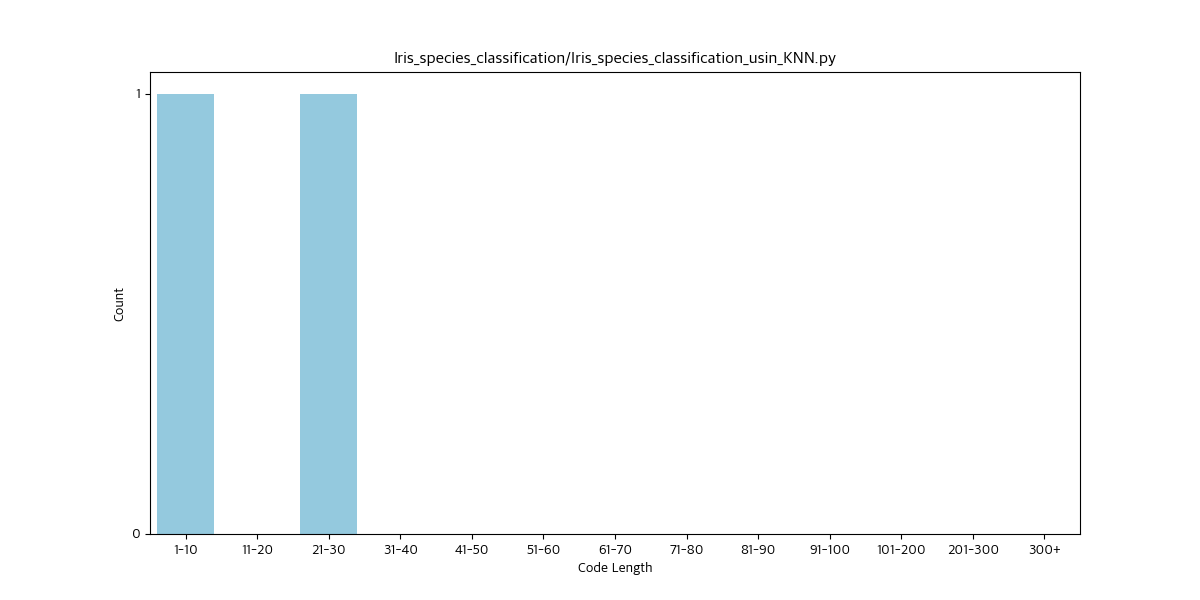 Iris_species_classification/Iris_species_classification_usin_KNN.py
1
0
Count
1-10 11-20 21-30 31-40 41-50 51-60 61-70 71-80 81-90 91-100 101-200 201-300 300+
Code Length